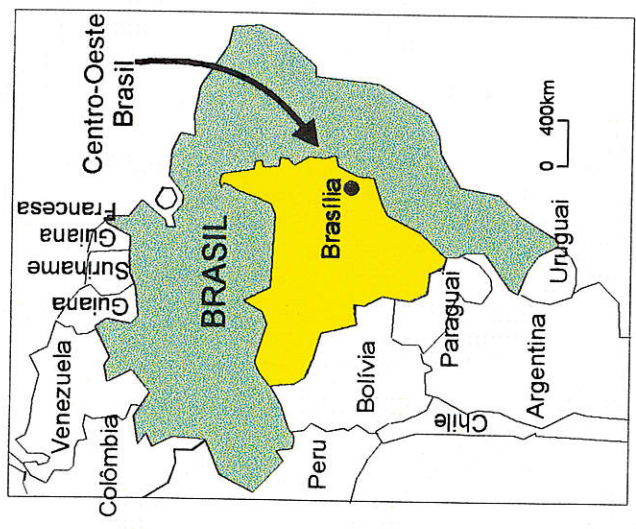 Centro-Oeste
Brasil
Venezuela
Colômbia
Guiana
Suriname
Guiana
Francesa
BRASIL
Brasília
Peru
Bolívia
Paraguai
Chile
Argentina
Uruguai
0 400km